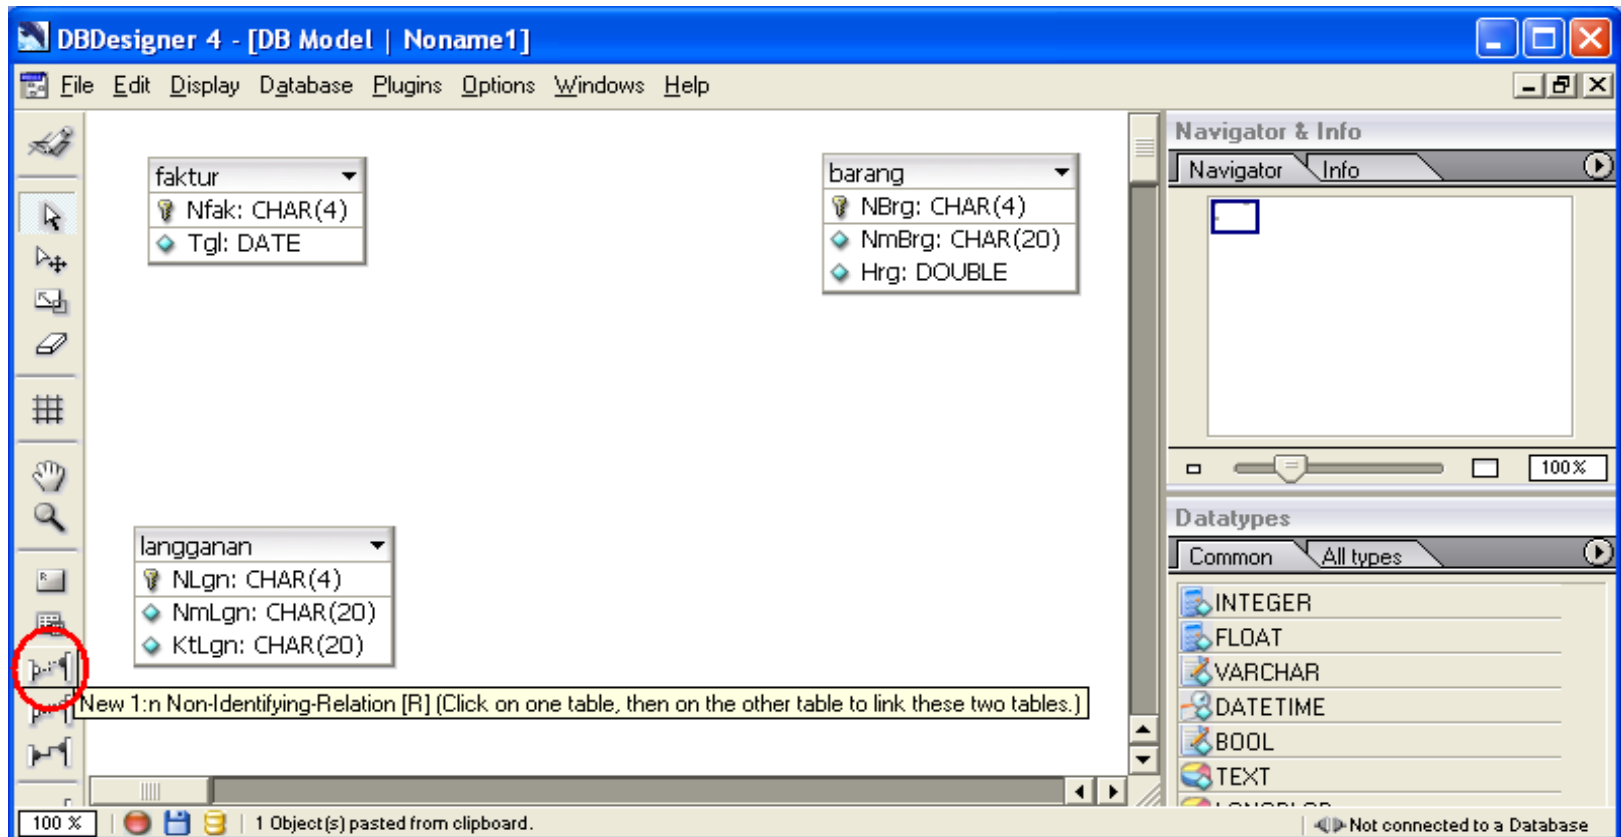 DBDesigner 4 - [DB Model | Noname1]
File Edit Display Database Plugins Options Windows Help
Navigator & Info
Navigator Info
faktur
Nfak: CHAR(4)
Tgl: DATE
barang
NBrg: CHAR(4)
NmBrg: CHAR(20)
Hrg: DOUBLE
100%
langganan
NLgn: CHAR(4)
NmLgn: CHAR(20)
KtLgn: CHAR(20)
R
New 1:n Non-Identifying-Relation [R] (Click on one table, then on the other table to link these two tables.)
Datatypes
Common All types
INTEGER
FLOAT
VARCHAR
DATETIME
BOOL
TEXT
100 % 1 Object(s) pasted from clipboard. Not connected to a Database